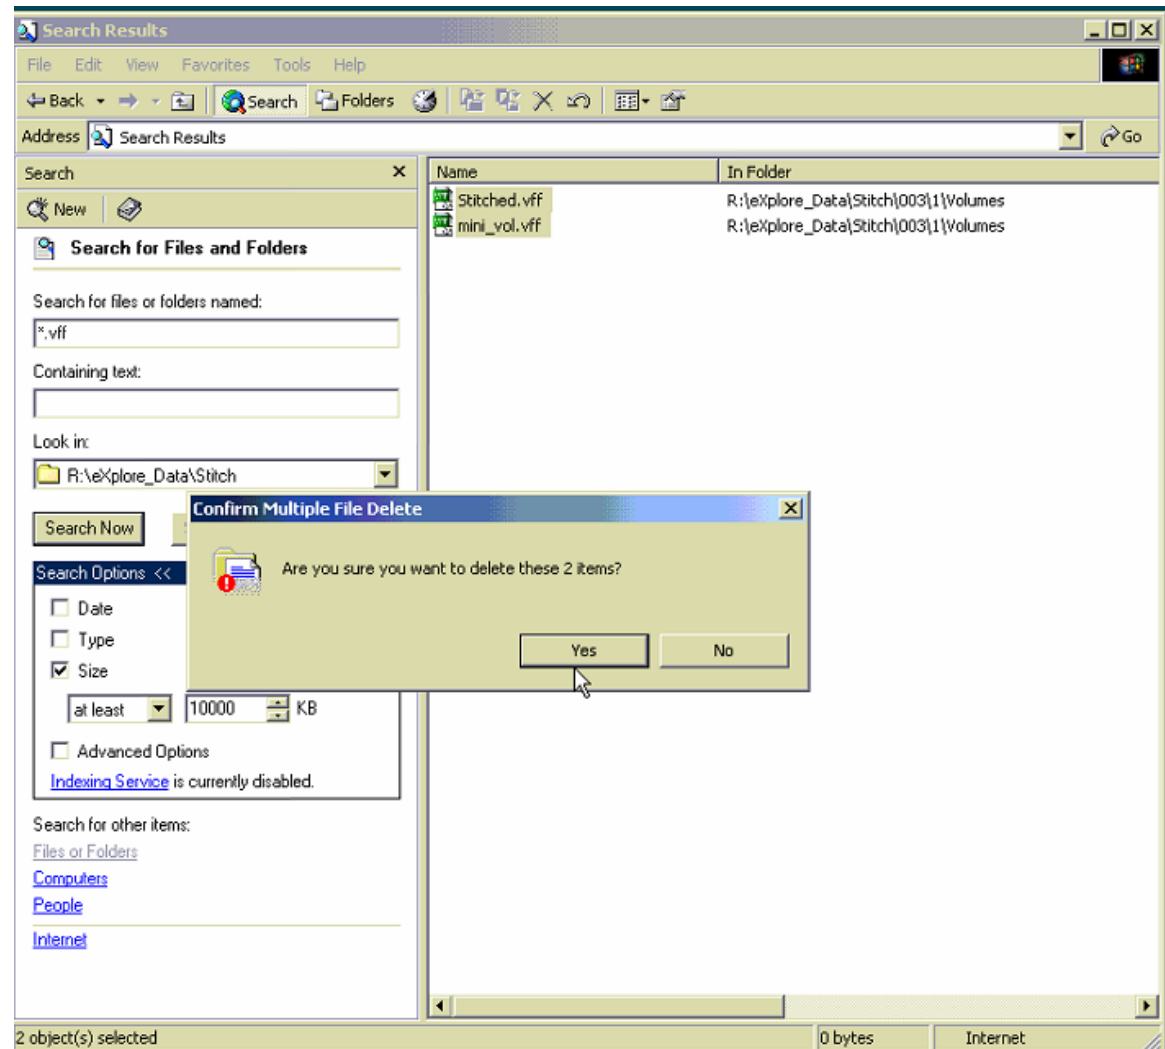 Search Results
File Edit View Favorites Tools Help
Back Search Folders
Address Search Results Go
Search
New
Search for Files and Folders
Search for files or folders named:
*.vff
Containing text:
Look in:
R:\eXplore_Data\Stitch
Search Now
Search Options <<
Date
Type
Size
at least 10000 KB
Advanced Options
Indexing Service is currently disabled.
Search for other items:
Files or Folders
Computers
People
Internet
Name In Folder
Stitched.vff R:\eXplore_Data\Stitch\003\1\Volumes
mini_vol.vff R:\eXplore_Data\Stitch\003\1\Volumes
Confirm Multiple File Delete
Are you sure you want to delete these 2 items?
Yes No
2 object(s) selected 0 bytes Internet